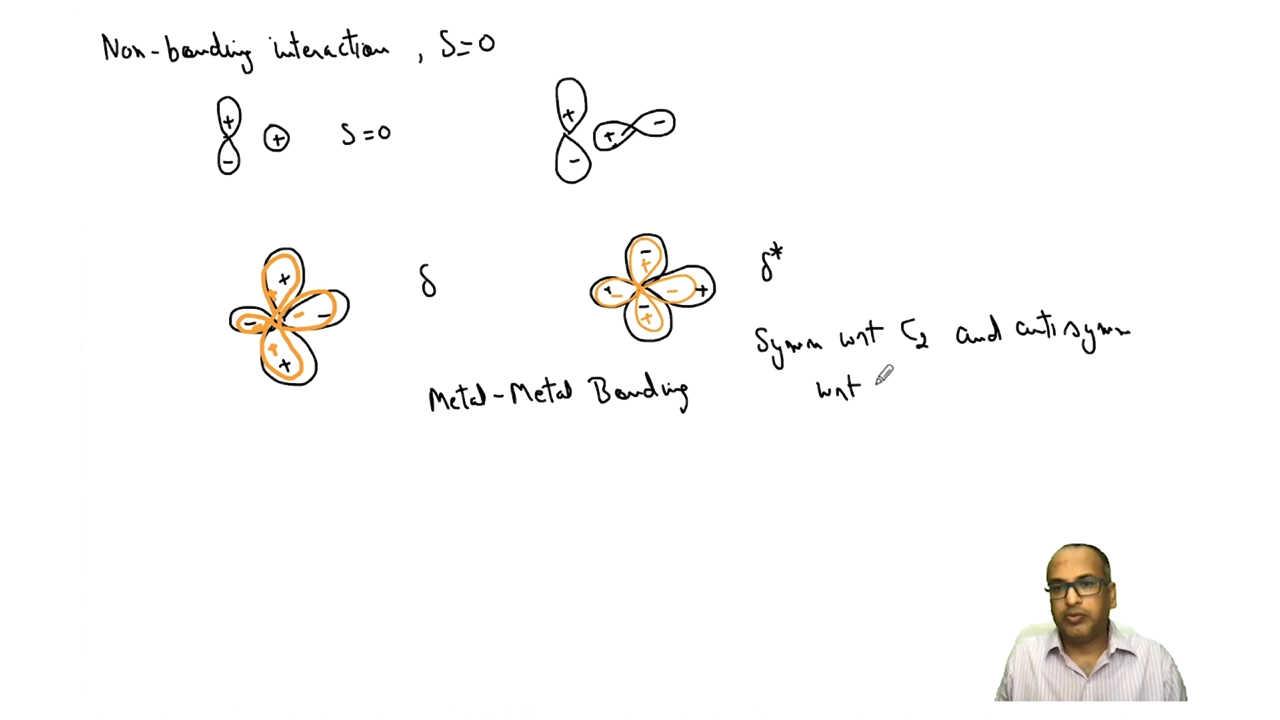 Non-bonding interaction, S=0
+
-
+
S=0
+
-
+ -
+
- - -
+
δ
-
+
+ - - +
-
+
δ*
Symm wrt C₂ and antisymm
wrt
Metal-Metal Bonding